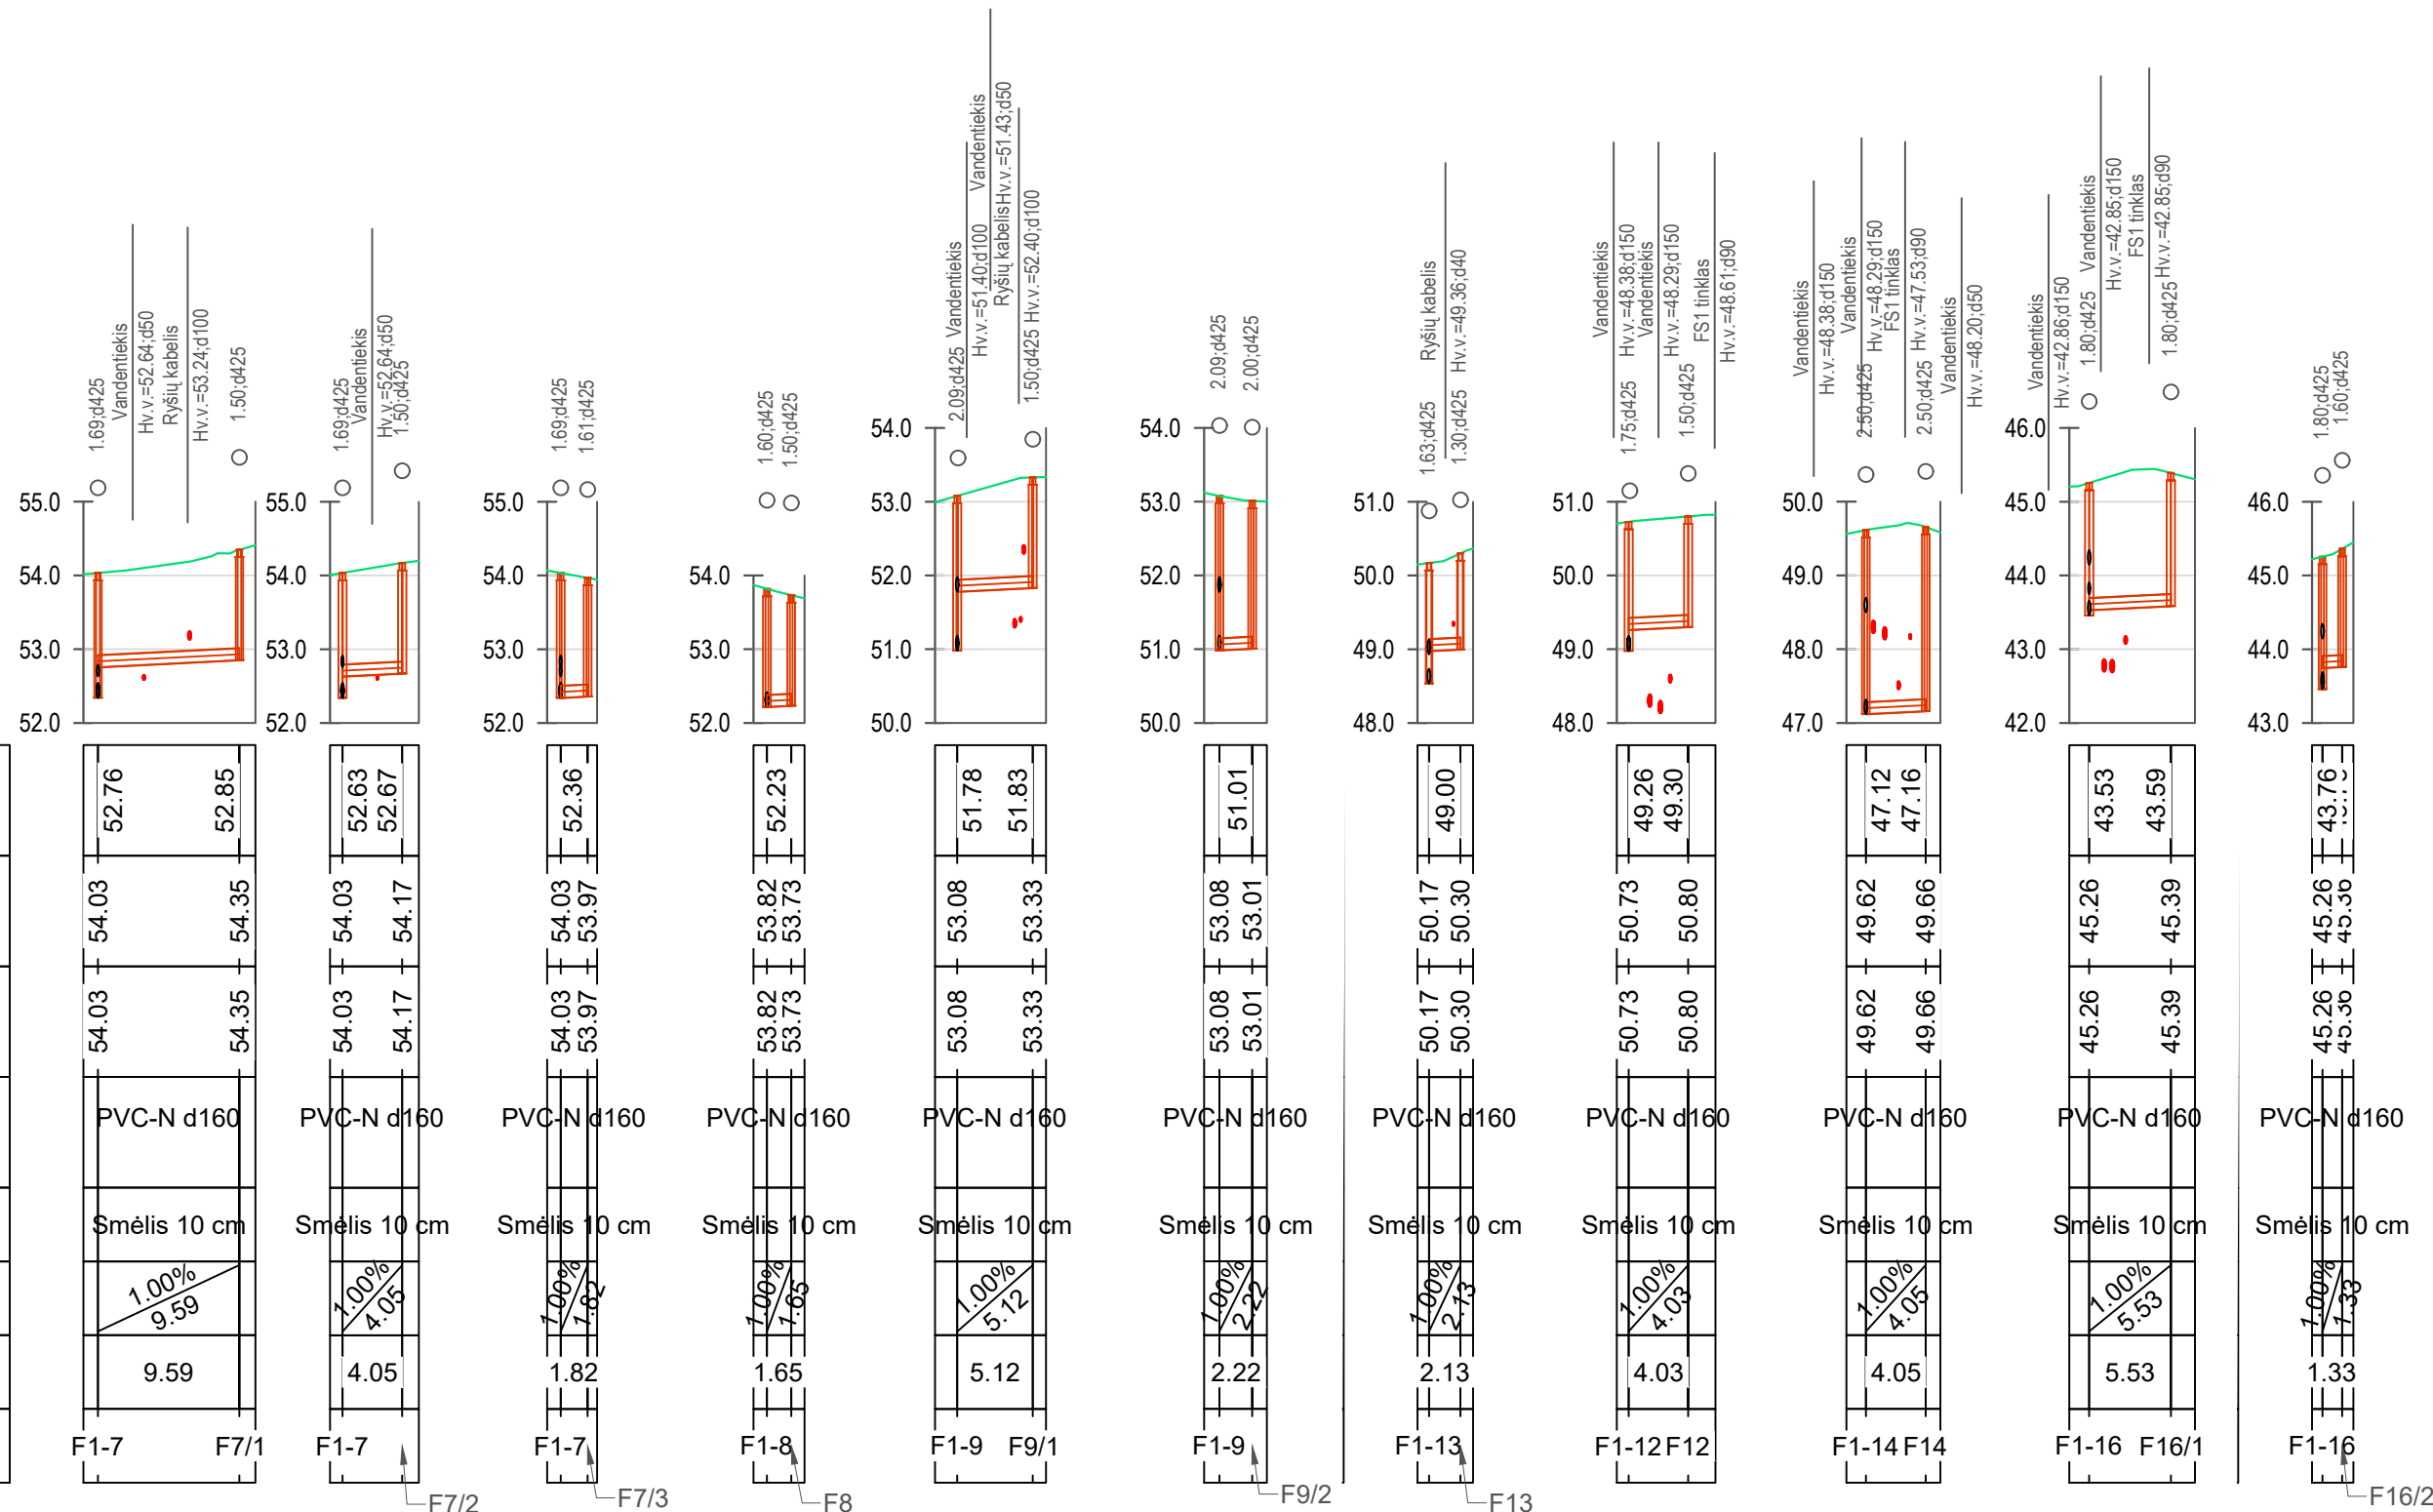 1.69;d425
Vandentiekis
Hv.v.=52.64;d50
Ryšių kabelis
Hv.v.=53.24;d100
1.50;d425
55.0
54.0
53.0
52.0
52.76
52.85
54.03
54.35
54.03
54.35
PVC-N d160
Smėlis 10 cm
1.00%
9.59
9.59
F1-7
F7/1
1.69;d425
Vandentiekis
Hv.v.=52.64;d50
1.50;d425
55.0
54.0
53.0
52.0
52.63
52.67
54.03
54.17
54.03
54.17
PVC-N d160
Smėlis 10 cm
1.00%
4.05
4.05
F1-7
F7/2
1.69;d425
1.61;d425
55.0
54.0
53.0
52.0
52.36
54.03
53.97
54.03
53.97
PVC-N d160
Smėlis 10 cm
1.00%
1.82
1.82
F1-7
F7/3
1.60;d425
1.50;d425
54.0
53.0
52.0
52.23
53.82
53.73
53.82
53.73
PVC-N d160
Smėlis 10 cm
1.00%
1.65
1.65
F1-8
F8
2.09;d425
Vandentiekis
Hv.v.=51.40;d100
Vandentiekis
Hv.v.=51.43;d50
Ryšių kabelis
Hv.v.=52.40;d100
1.50;d425
54.0
53.0
52.0
51.0
50.0
51.78
51.83
53.08
53.33
53.08
53.33
PVC-N d160
Smėlis 10 cm
1.00%
5.12
5.12
F1-9
F9/1
2.09;d425
2.00;d425
54.0
53.0
52.0
51.0
50.0
51.01
53.08
53.01
53.08
53.01
PVC-N d160
Smėlis 10 cm
1.00%
2.22
2.22
F1-9
F9/2
1.63;d425
Ryšių kabelis
Hv.v.=49.36;d40
1.30;d425
51.0
50.0
49.0
48.0
49.00
50.17
50.30
50.17
50.30
PVC-N d160
Smėlis 10 cm
1.00%
2.13
2.13
F1-13
F13
1.75;d425
Vandentiekis
Hv.v.=48.38;d150
Vandentiekis
Hv.v.=48.29;d150
1.50;d425
FS1 tinklas
Hv.v.=48.61;d90
51.0
50.0
49.0
48.0
49.26
49.30
50.73
50.80
50.73
50.80
PVC-N d160
Smėlis 10 cm
1.00%
4.03
4.03
F1-12
F12
Vandentiekis
Hv.v.=48.38;d150
2.50;d425
Vandentiekis
Hv.v.=48.29;d150
FS1 tinklas
Hv.v.=47.53;d90
2.50;d425
Vandentiekis
Hv.v.=48.20;d50
50.0
49.0
48.0
47.0
47.12
47.16
49.62
49.66
49.62
49.66
PVC-N d160
Smėlis 10 cm
1.00%
4.05
4.05
F1-14
F14
Vandentiekis
Hv.v.=42.86;d150
1.80;d425
Vandentiekis
Hv.v.=42.85;d150
FS1 tinklas
Hv.v.=42.85;d90
1.80;d425
46.0
45.0
44.0
43.0
42.0
43.53
43.59
45.26
45.39
45.26
45.39
PVC-N d160
Smėlis 10 cm
1.00%
5.53
5.53
F1-16
F16/1
1.80;d425
1.60;d425
46.0
45.0
44.0
43.0
43.76
45.26
45.36
45.26
45.36
PVC-N d160
Smėlis 10 cm
1.00%
1.33
1.33
F1-16
F16/2